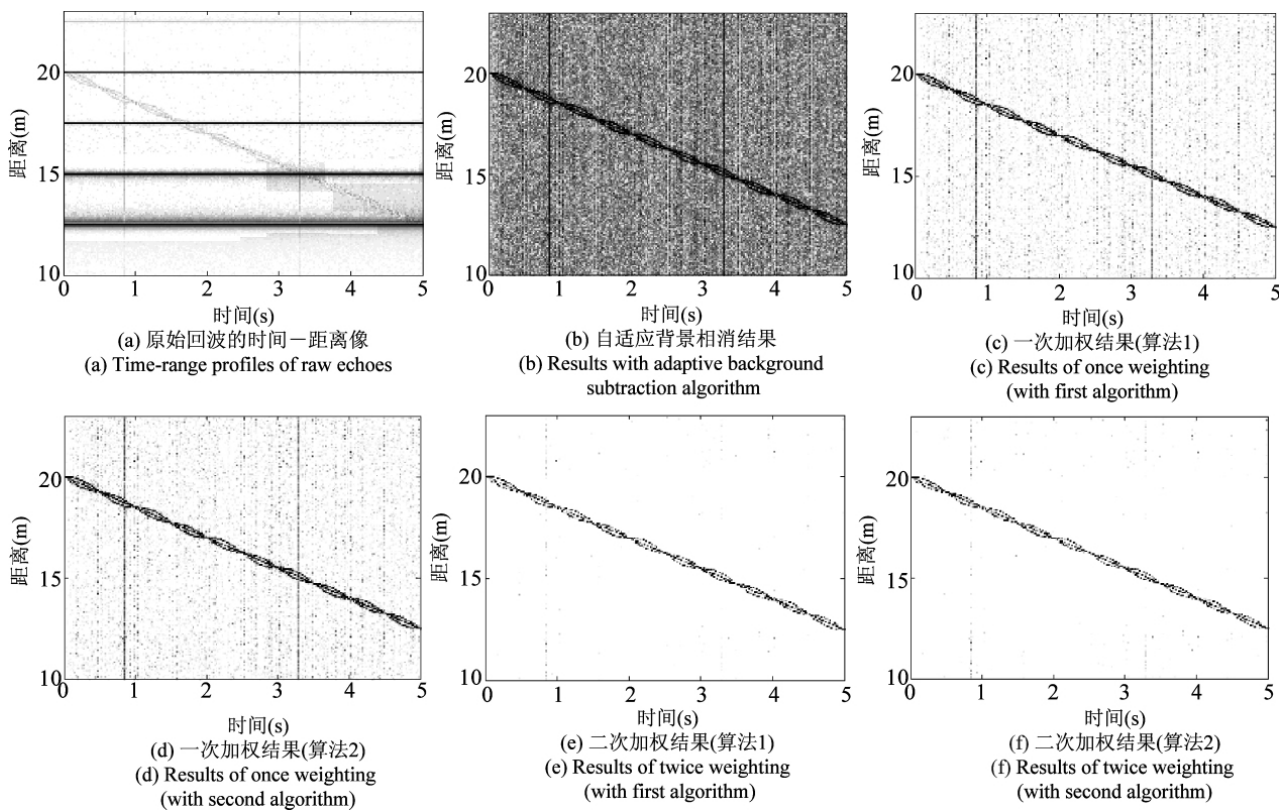 距离(m)
20
15
10
0 1 2 3 4 5
时间(s)
(a) 原始回波的时间－距离像
(a) Time-range profiles of raw echoes
距离(m)
20
15
10
0 1 2 3 4 5
时间(s)
(b) 自适应背景相消结果
(b) Results with adaptive background
subtraction algorithm
距离(m)
20
15
10
0 1 2 3 4 5
时间(s)
(c) 一次加权结果(算法1)
(c) Results of once weighting
(with first algorithm)
距离(m)
20
15
10
0 1 2 3 4 5
时间(s)
(d) 一次加权结果(算法2)
(d) Results of once weighting
(with second algorithm)
距离(m)
20
15
10
0 1 2 3 4 5
时间(s)
(e) 二次加权结果(算法1)
(e) Results of twice weighting
(with first algorithm)
距离(m)
20
15
10
0 1 2 3 4 5
时间(s)
(f) 二次加权结果(算法2)
(f) Results of twice weighting
(with second algorithm)